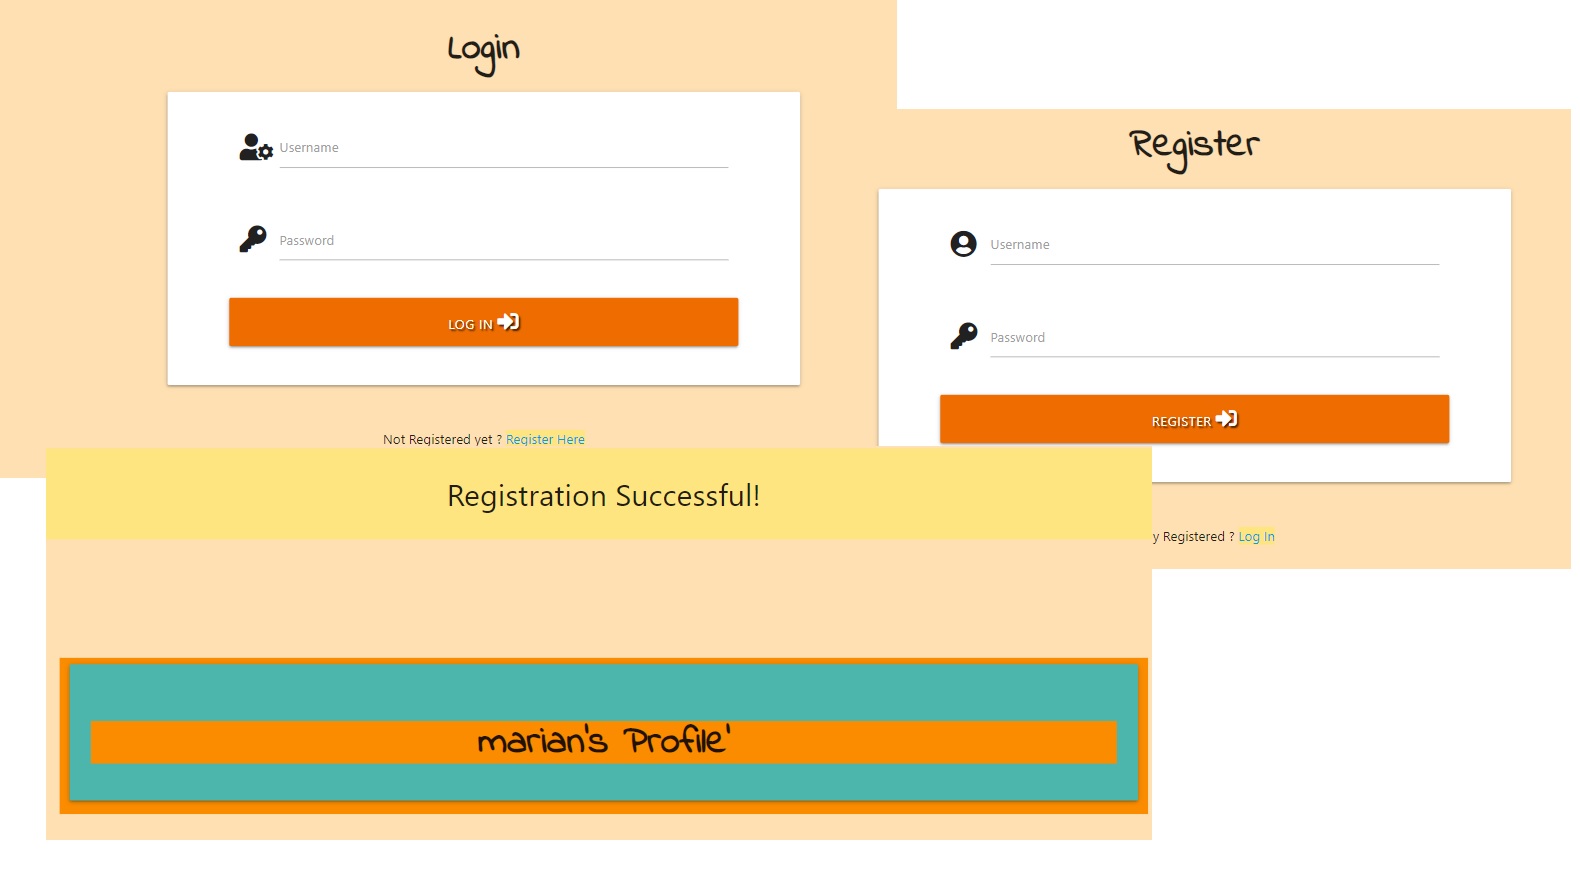 Login
Username
Password
LOG IN
Not Registered yet ? Register Here
Register
Username
Password
REGISTER
y Registered ? Log In
Registration Successful!
marian's Profile'